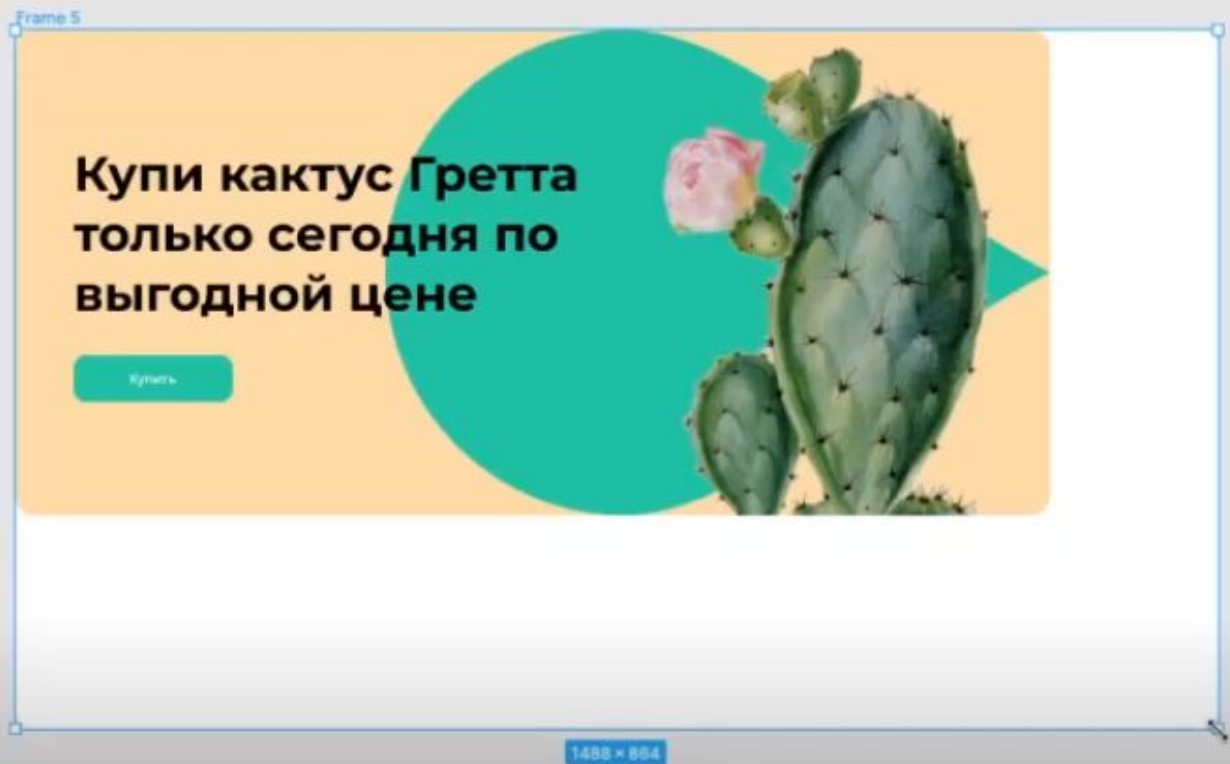 Frame 5
Купи кактус Гретта
только сегодня по
выгодной цене
Купить
1488 × 864